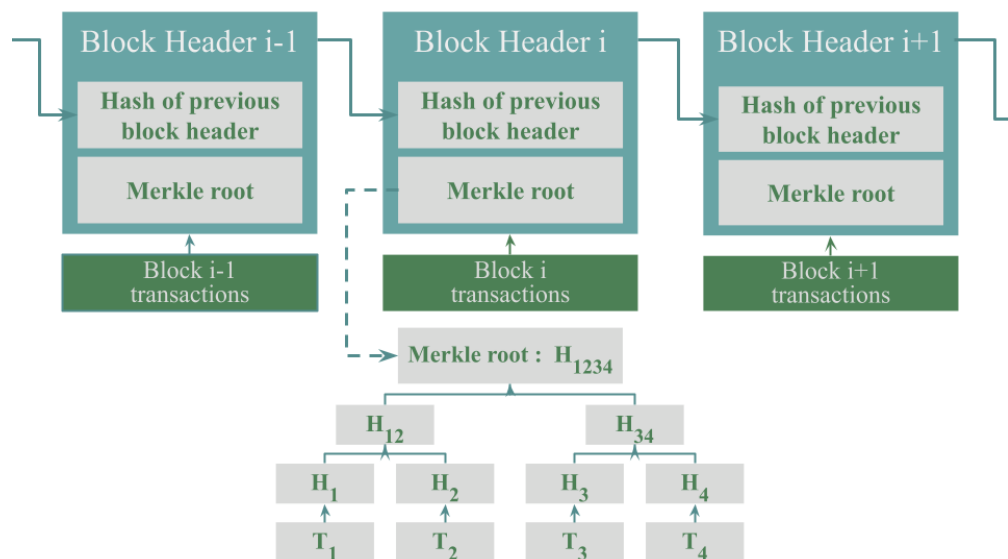 Block Header i-1
Hash of previous
block header
Merkle root
Block i-1
transactions
Block Header i
Hash of previous
block header
Merkle root
Block i
transactions
Block Header i+1
Hash of previous
block header
Merkle root
Block i+1
transactions
Merkle root : H1234
H12
H34
H1
H2
H3
H4
T1
T2
T3
T4